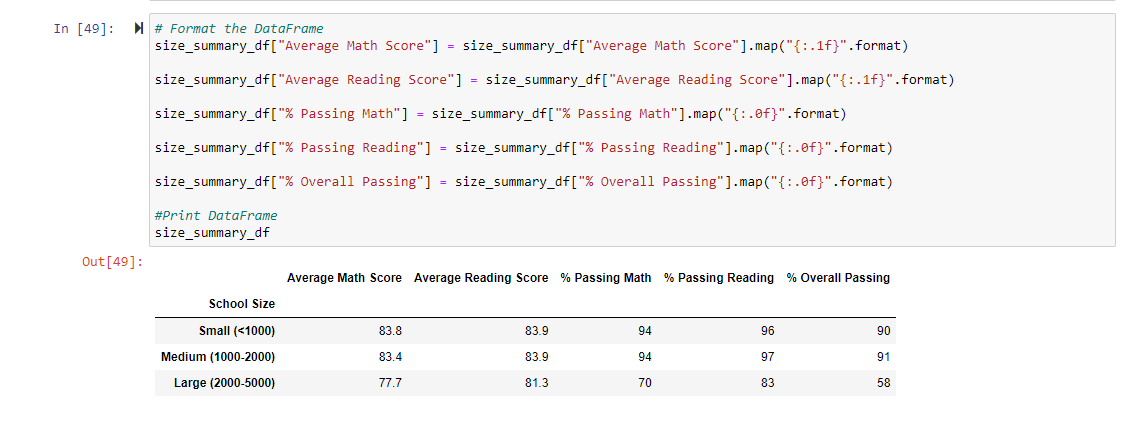 In [49]:
# Format the DataFrame
size_summary_df["Average Math Score"] = size_summary_df["Average Math Score"].map("{:.1f}".format)
size_summary_df["Average Reading Score"] = size_summary_df["Average Reading Score"].map("{:.1f}".format)
size_summary_df["% Passing Math"] = size_summary_df["% Passing Math"].map("{:.0f}".format)
size_summary_df["% Passing Reading"] = size_summary_df["% Passing Reading"].map("{:.0f}".format)
size_summary_df["% Overall Passing"] = size_summary_df["% Overall Passing"].map("{:.0f}".format)
#Print DataFrame
size_summary_df
Out[49]:
Average Math Score Average Reading Score % Passing Math % Passing Reading % Overall Passing
School Size
Small (<1000) 83.8 83.9 94 96 90
Medium (1000-2000) 83.4 83.9 94 97 91
Large (2000-5000) 77.7 81.3 70 83 58